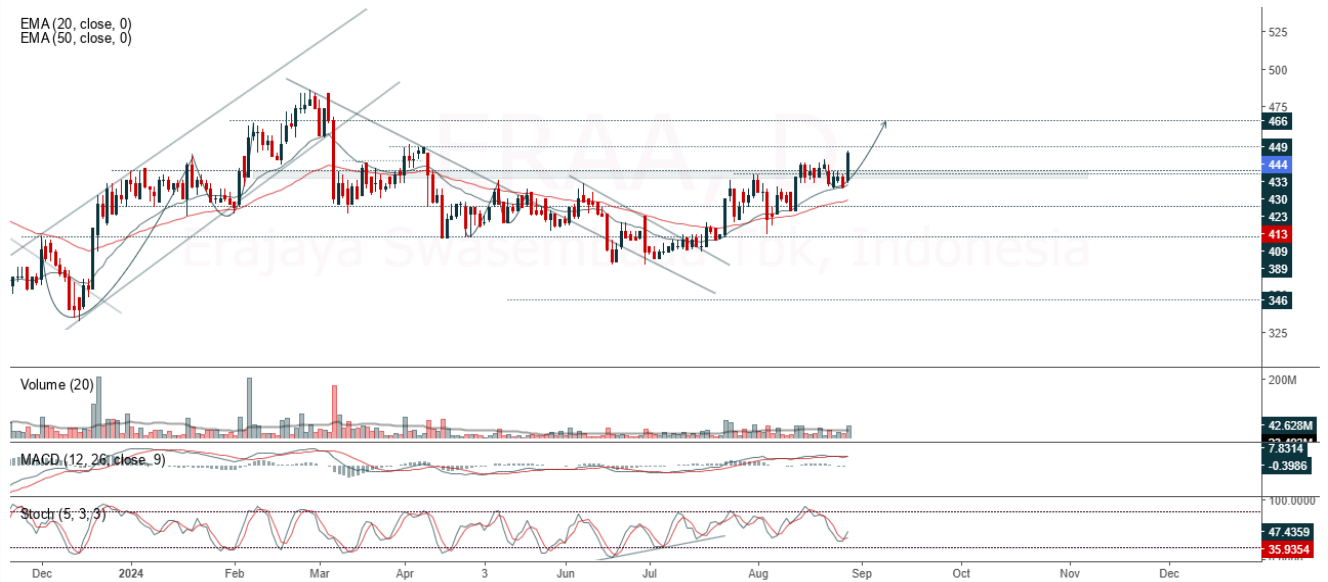 EMA (20, close, 0)
EMA (50, close, 0)
ERAA, D
Erajaya Swasembada Tbk, Indonesia
525
500
475
466
449
444
433
430
423
413
409
389
346
325
Volume (20)
200M
42.628M
MACD (12, 26, close, 9)
7.8314
-0.3986
Stoch (5, 3, 3)
100.0000
47.4359
35.9354
Dec 2024 Feb Mar Apr 3 Jun Jul Aug Sep Oct Nov Dec